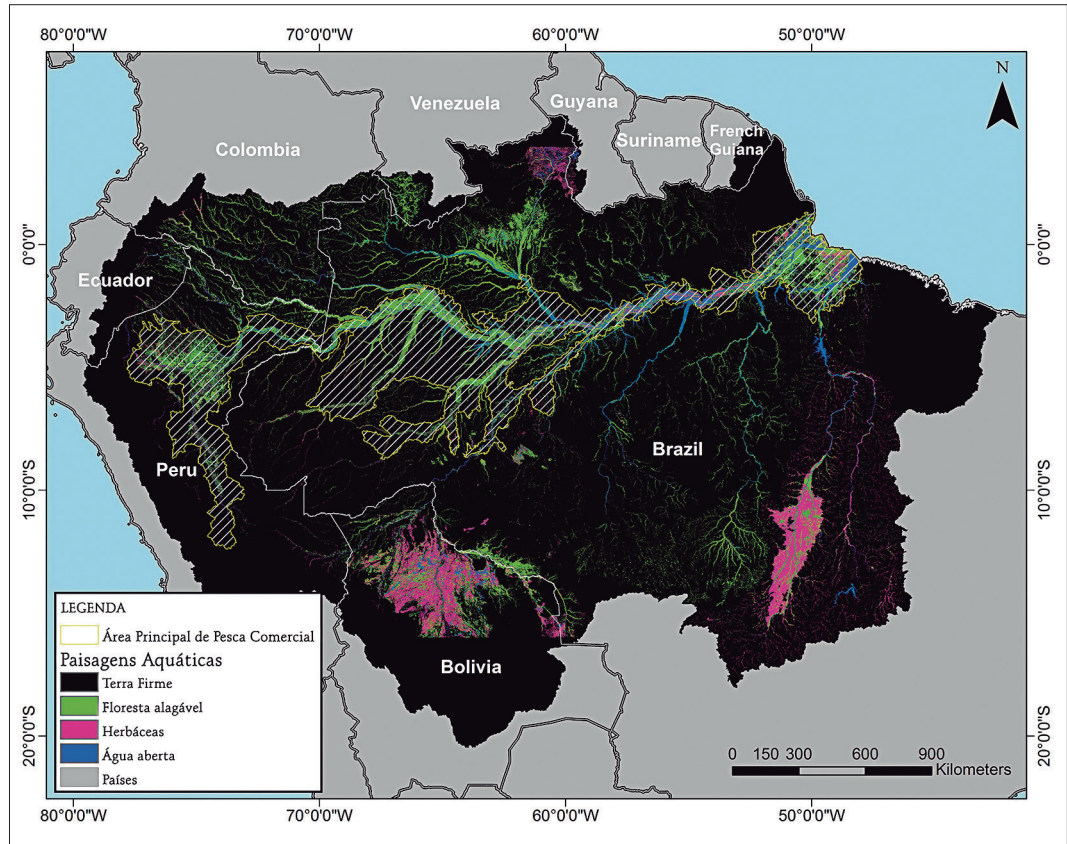 80°0'0"W 70°0'0"W 60°0'0"W 50°0'0"W
N
Venezuela
Guyana
Suriname
French
Guiana
Colombia
0°0'0" 0°0'0"
Ecuador
Brazil
Peru
10°0'0"S 10°0'0"S
Bolivia
LEGENDA
Área Principal de Pesca Comercial
Paisagens Aquáticas
Terra Firme
Floresta alagável
Herbáceas
Água aberta
Países
20°0'0"S 20°0'0"S
0 150 300 600 900
Kilometers
80°0'0"W 70°0'0"W 60°0'0"W 50°0'0"W